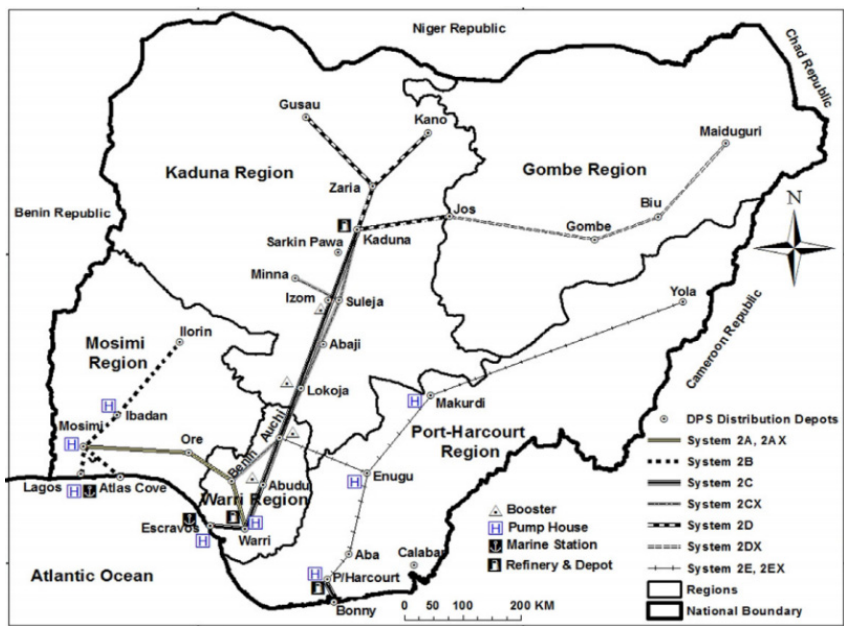 Niger Republic
Chad Republic
Gusau
Kano
Maiduguri
Kaduna Region
Gombe Region
Zaria
N
Benin Republic
Jos
Biu
Kaduna
Gombe
Sarkin Pawa
Minna
Yola
Izom
Suleja
Cameroon Republic
Mosimi
Region
Ilorin
Abaji
Lokoja
Makurdi
H
H
Ibadan
Mosimi
H
Ore
Auchi
Port-Harcourt
Region
DPS Distribution Depots
System 2A, 2AX
System 2B
System 2C
System 2CX
System 2D
System 2DX
System 2E, 2EX
Regions
National Boundary
Benin
Enugu
H
Lagos
H
Atlas Cove
Warri Region
Abudu
Escravos
H
Warri
H
Booster
H
Pump House
Marine Station
Refinery & Depot
Aba
Calabar
Atlantic Ocean
H
P/Harcourt
Bonny
0
100
200 KM